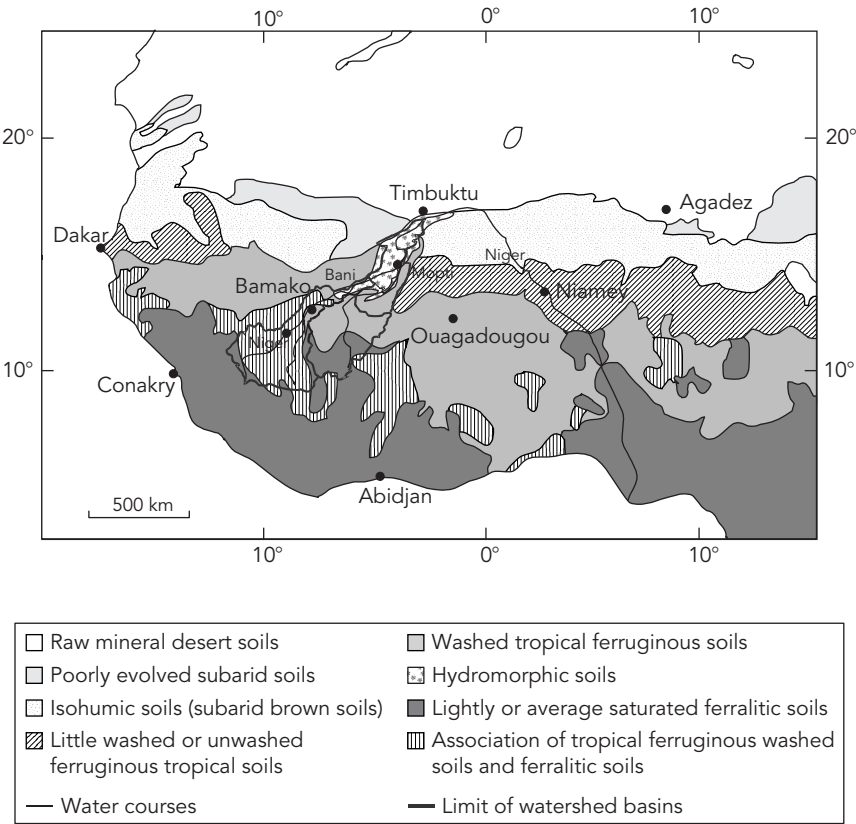 10° 0° 10°
20° 20°
Timbuktu
Agadez
Dakar
Niger
Bani
Mopti
Bamako
Niamey
Niger
Ouagadougou
10° 10°
Conakry
500 km
Abidjan
10° 0° 10°
Raw mineral desert soils
Poorly evolved subarid soils
Isohumic soils (subarid brown soils)
Little washed or unwashed
ferruginous tropical soils
Water courses
Washed tropical ferruginous soils
Hydromorphic soils
Lightly or average saturated ferralitic soils
Association of tropical ferruginous washed
soils and ferralitic soils
Limit of watershed basins